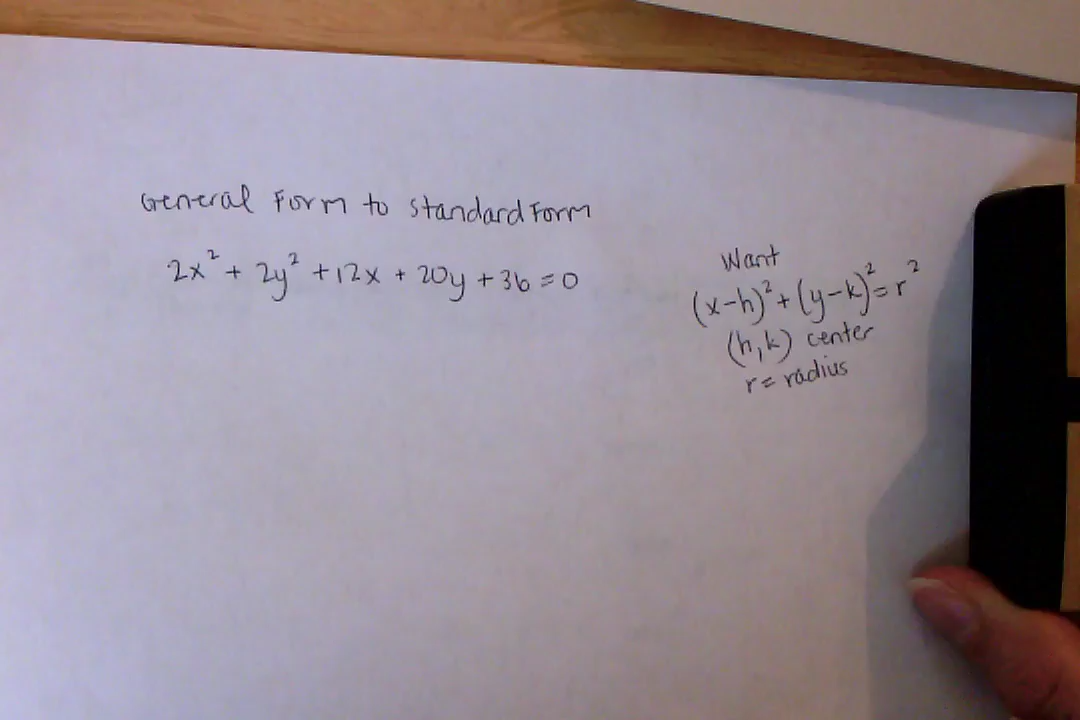 General Form to Standard Form
2x² + 2y² + 12x + 20y + 36 = 0
Want
(x-h)² + (y-k)² = r²
(h,k) center
r = radius